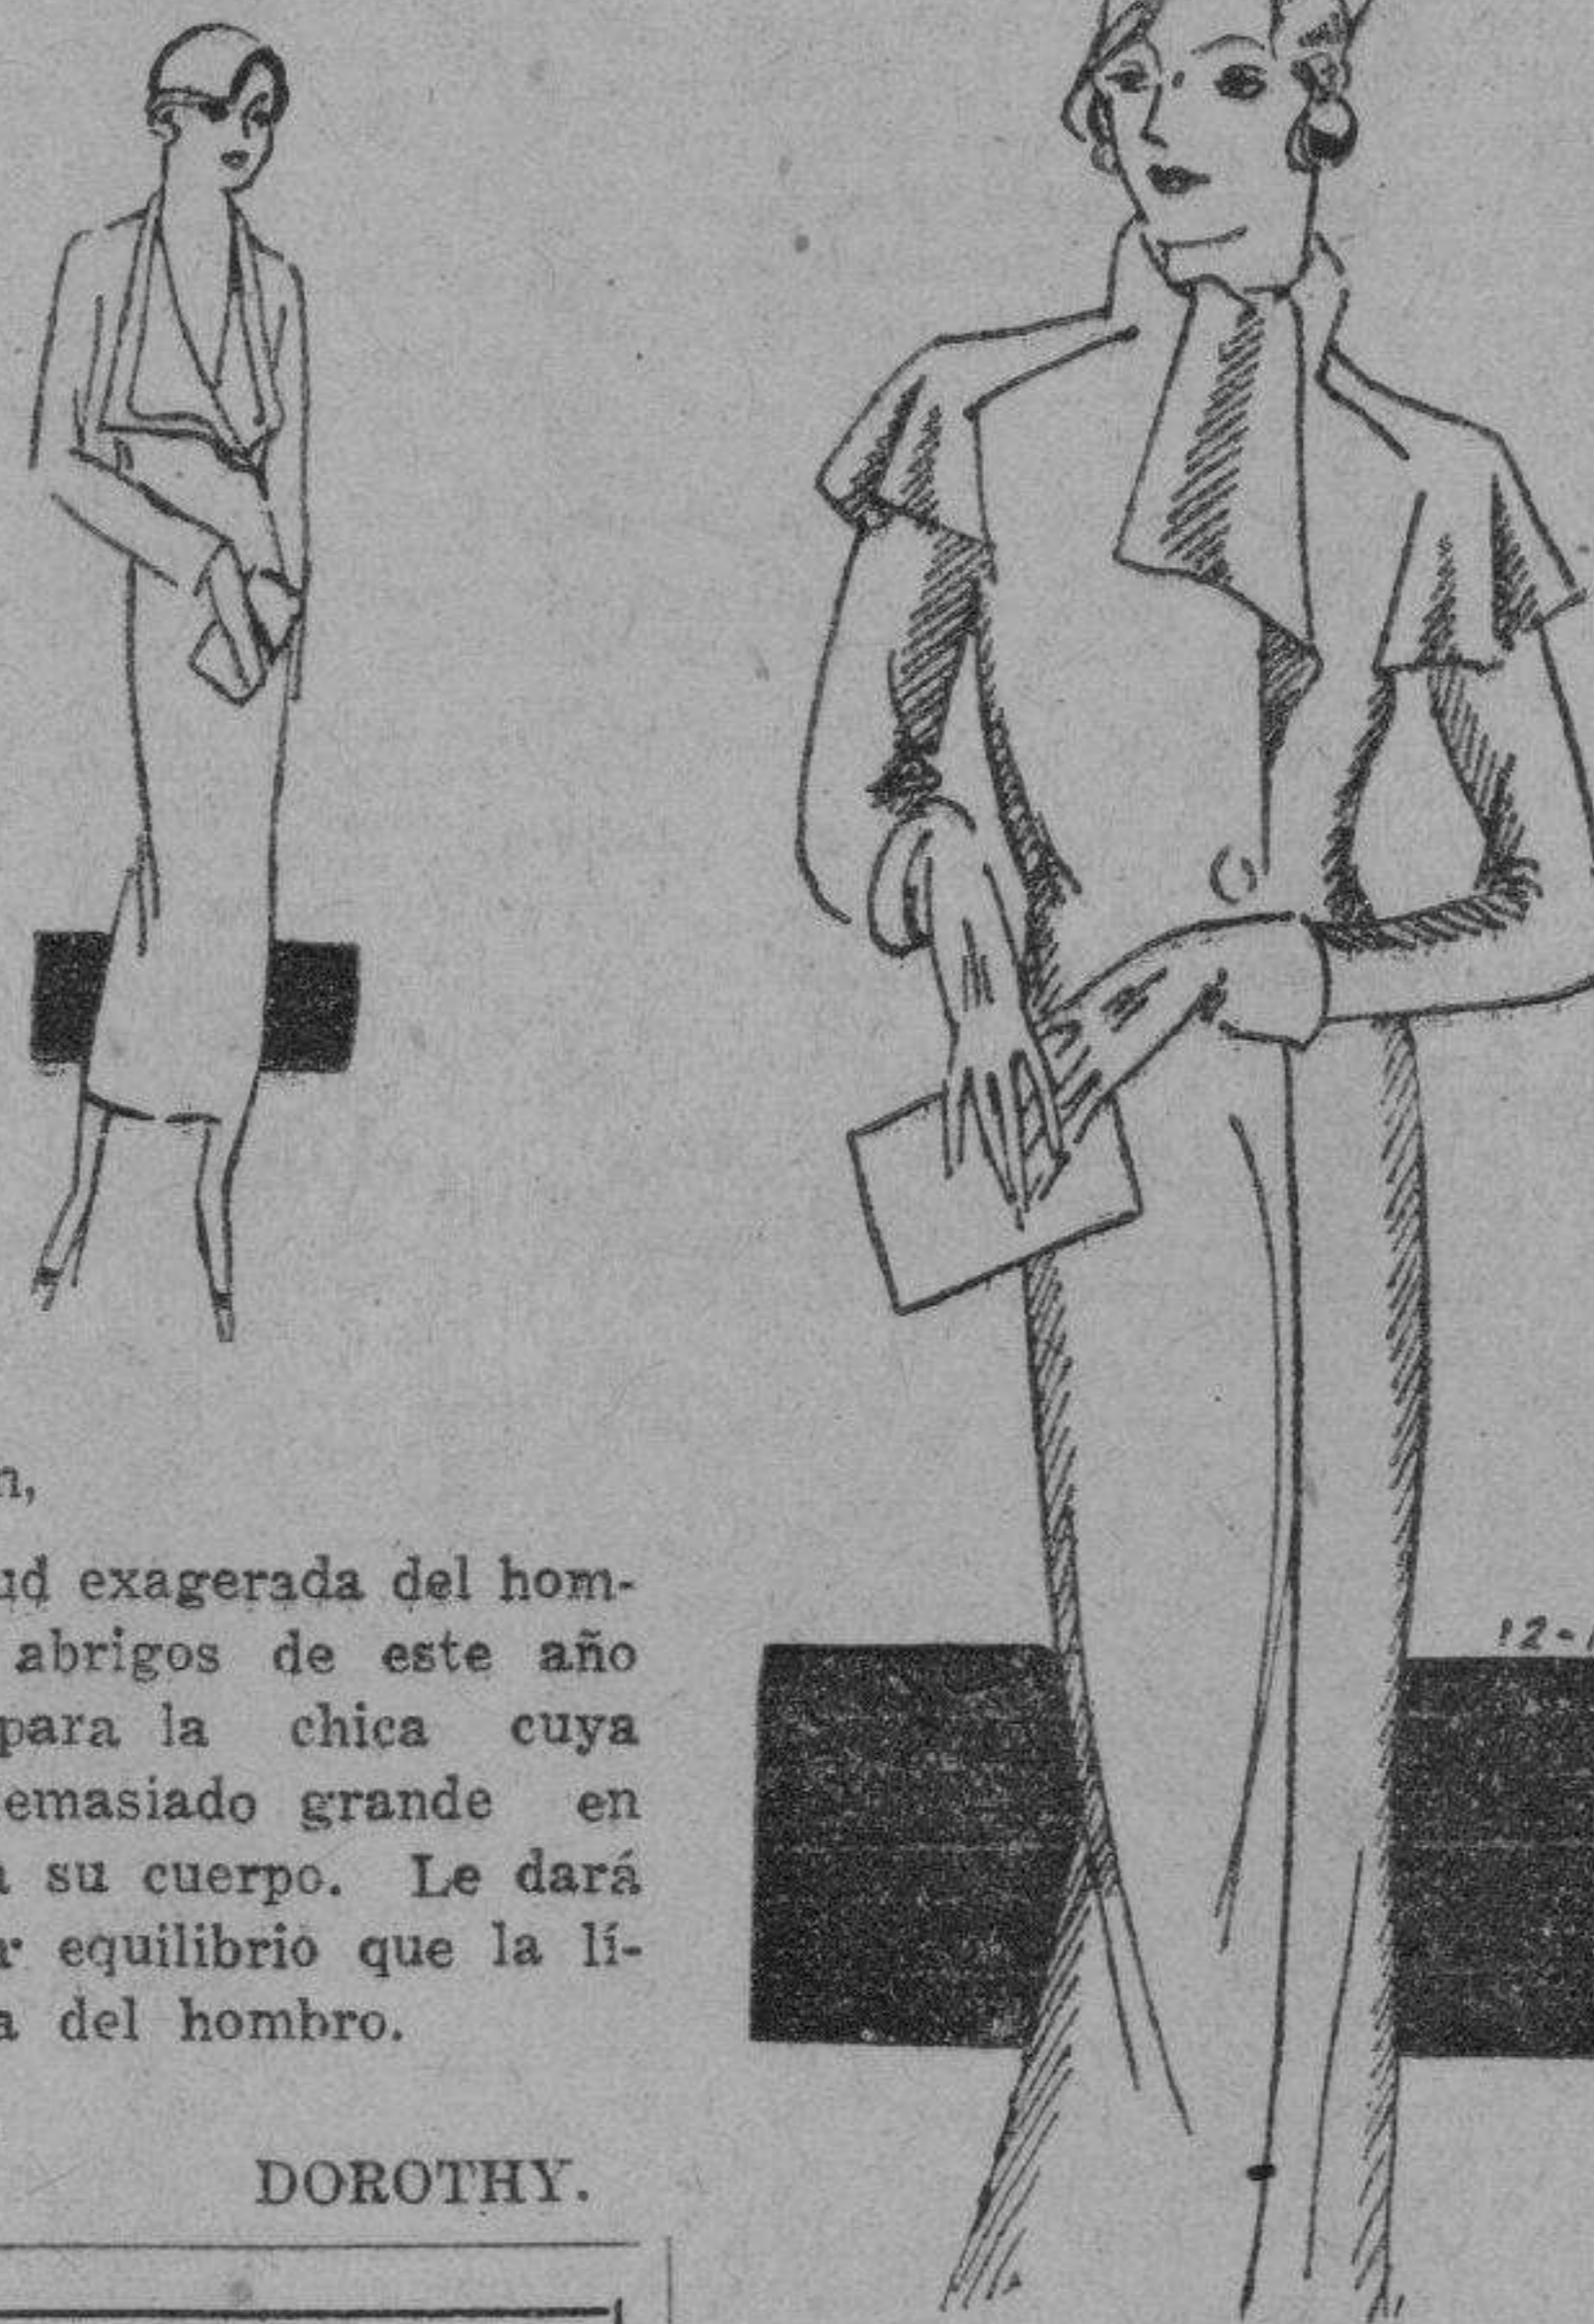 n,
ud exagerada del hom-
abrigos de este año
para la chica cuya
emasiado grande en
a su cuerpo. Le dará
r equilibrio que la lí-
a del hombro.
DOROTHY.
12-